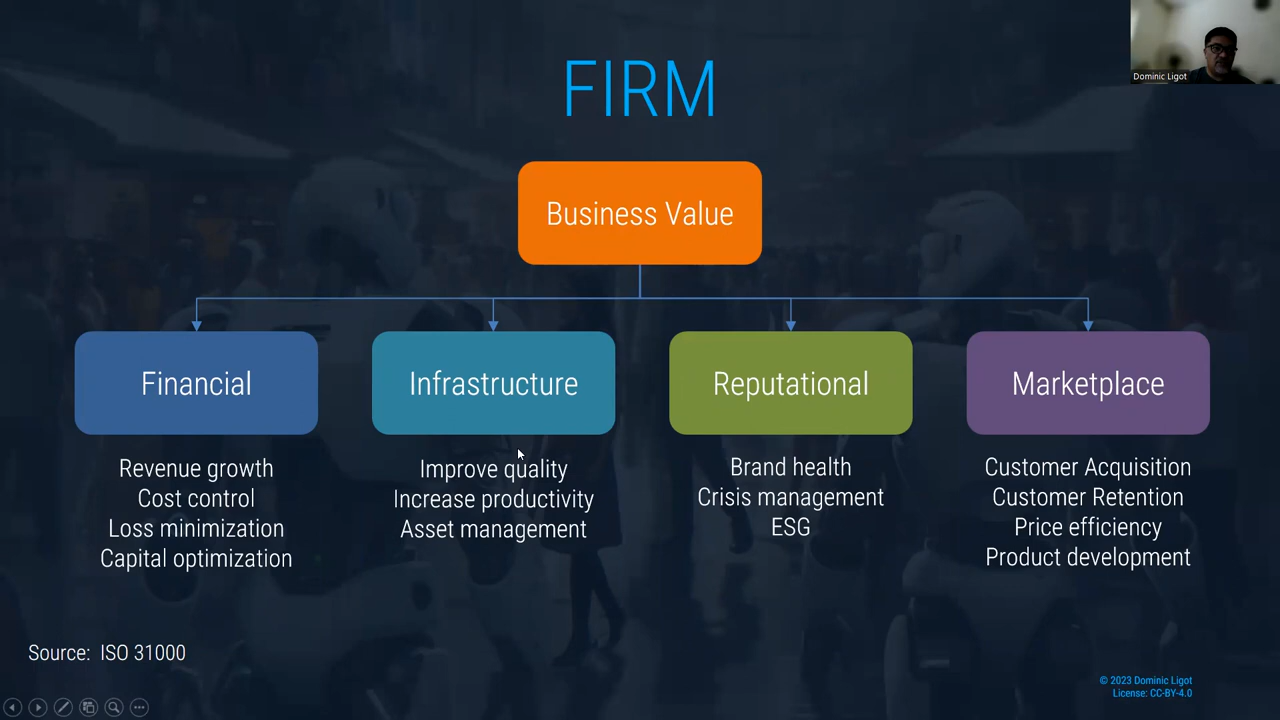 Dominic Ligot
FIRM
Business Value
Financial
Revenue growth
Cost control
Loss minimization
Capital optimization
Infrastructure
Improve quality
Increase productivity
Asset management
Reputational
Brand health
Crisis management
ESG
Marketplace
Customer Acquisition
Customer Retention
Price efficiency
Product development
Source:  ISO 31000
© 2023 Dominic Ligot
License: CC-BY-4.0